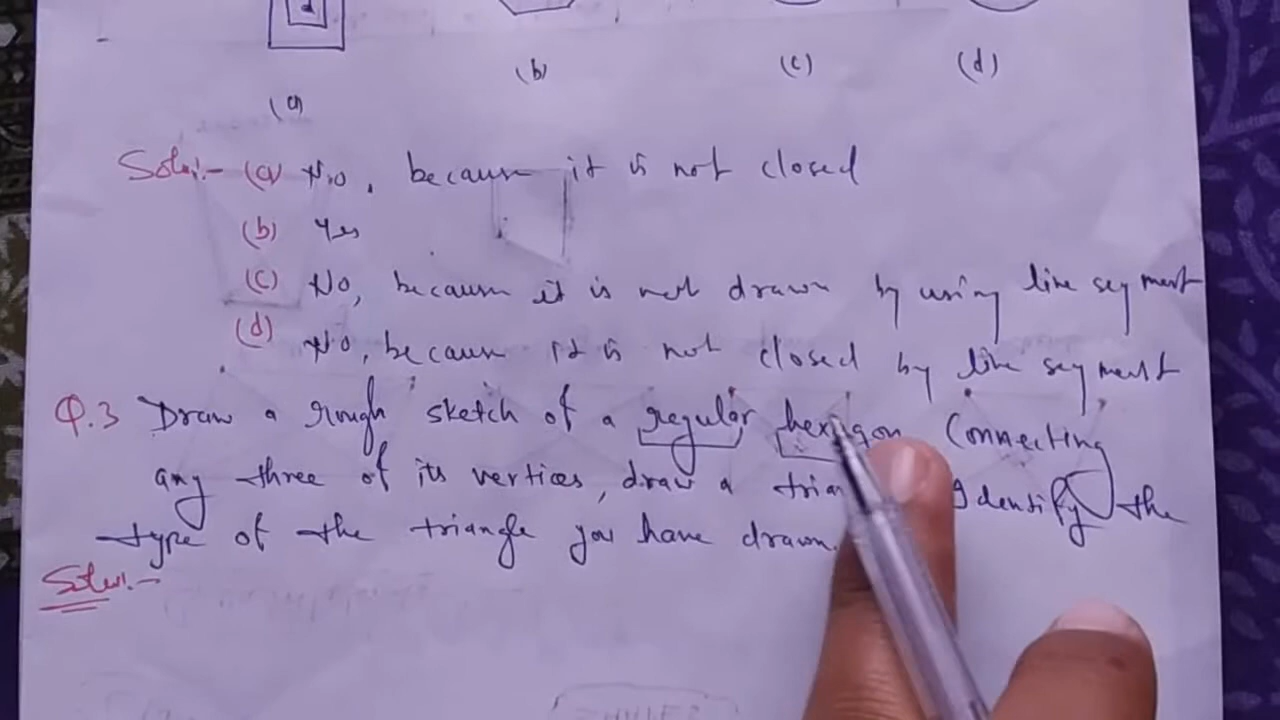 (a)
(b)
(c)
(d)
Soln:- (a) No, because it is not closed
(b) Yes
(c) No, because it is not drawn by using line segment
(d) No, because it is not closed by line segment
Q.3 Draw a rough sketch of a regular hexagon Connecting
any three of its vertices, draw a Identify the
type of the triangle you have drawn.
Soln:-